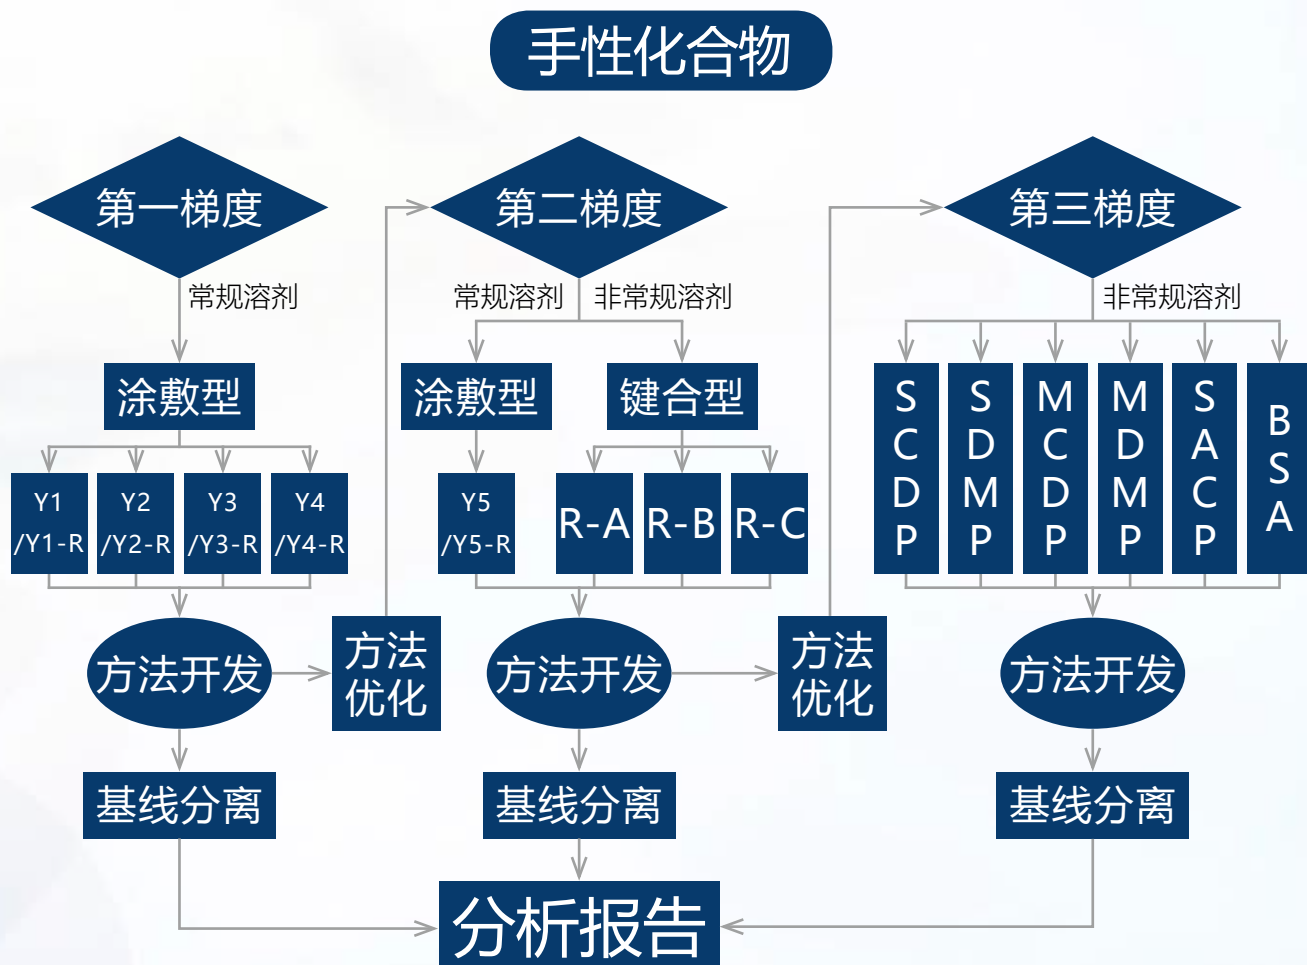 手性化合物
第一梯度
第二梯度
第三梯度
常规溶剂
常规溶剂
非常规溶剂
非常规溶剂
涂敷型
涂敷型
键合型
Y1
/Y1-R
Y2
/Y2-R
Y3
/Y3-R
Y4
/Y4-R
Y5
/Y5-R
R-A
R-B
R-C
SCDP
SDMP
MCDP
MDMP
SACP
BSA
方法开发
方法
优化
方法开发
方法
优化
方法开发
基线分离
基线分离
基线分离
分析报告